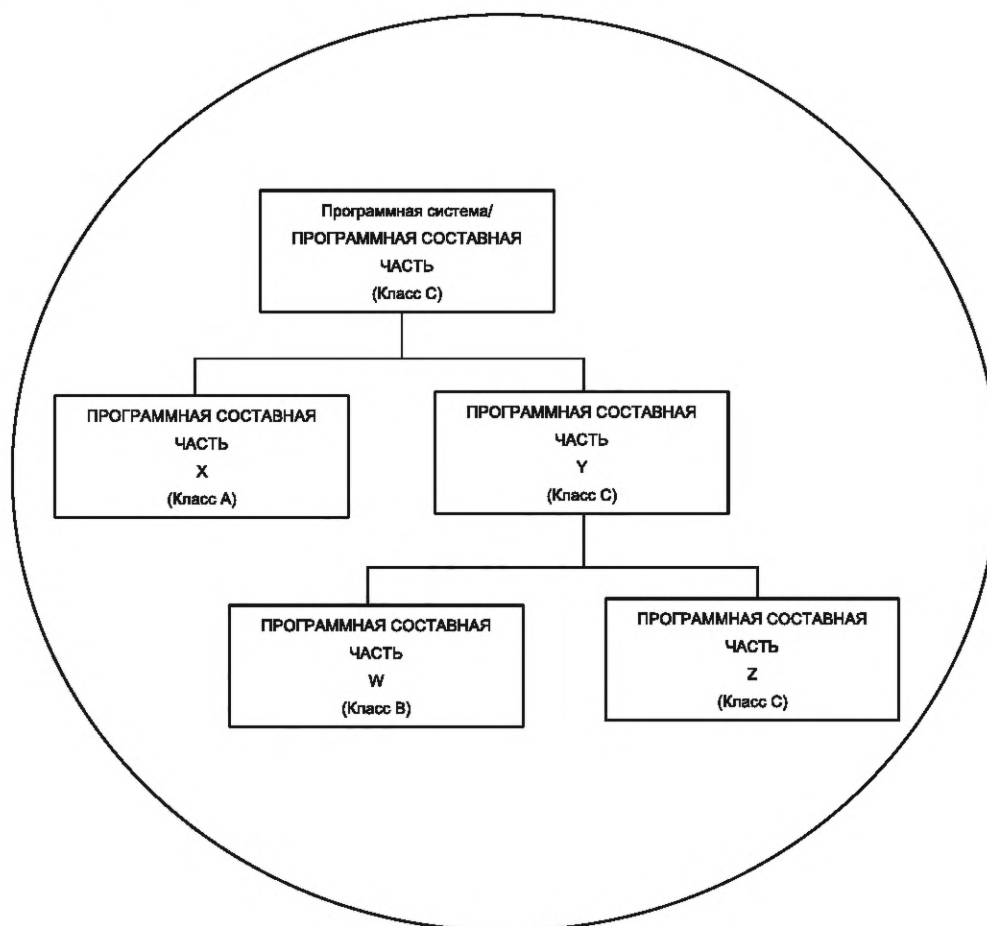 Программная система/
ПРОГРАММНАЯ СОСТАВНАЯ
ЧАСТЬ
(Класс С)
ПРОГРАММНАЯ СОСТАВНАЯ
ЧАСТЬ
X
(Класс А)
ПРОГРАММНАЯ СОСТАВНАЯ
ЧАСТЬ
Y
(Класс С)
ПРОГРАММНАЯ СОСТАВНАЯ
ЧАСТЬ
W
(Класс В)
ПРОГРАММНАЯ СОСТАВНАЯ
ЧАСТЬ
Z
(Класс С)